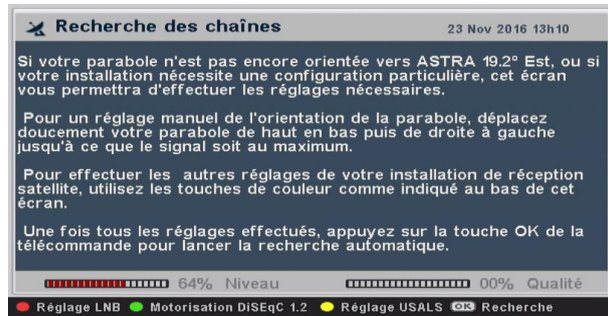 Recherche des chaînes
23 Nov 2016 13h10
Si votre parabole n'est pas encore orientée vers ASTRA 19.2° Est, ou si
votre installation nécessite une configuration particulière, cet écran
vous permettra d'effectuer les réglages nécessaires.
Pour un réglage manuel de l'orientation de la parabole, déplacez
doucement votre parabole de haut en bas puis de droite à gauche
jusqu'à ce que le signal soit au maximum.
Pour effectuer les autres réglages de votre installation de réception
satellite, utilisez les touches de couleur comme indiqué au bas de cet
écran.
Une fois tous les réglages effectués, appuyez sur la touche OK de la
télécommande pour lancer la recherche automatique.
64% Niveau 00% Qualité
Réglage LNB Motorisation DiSEqC 1.2 Réglage USALS OK Recherche